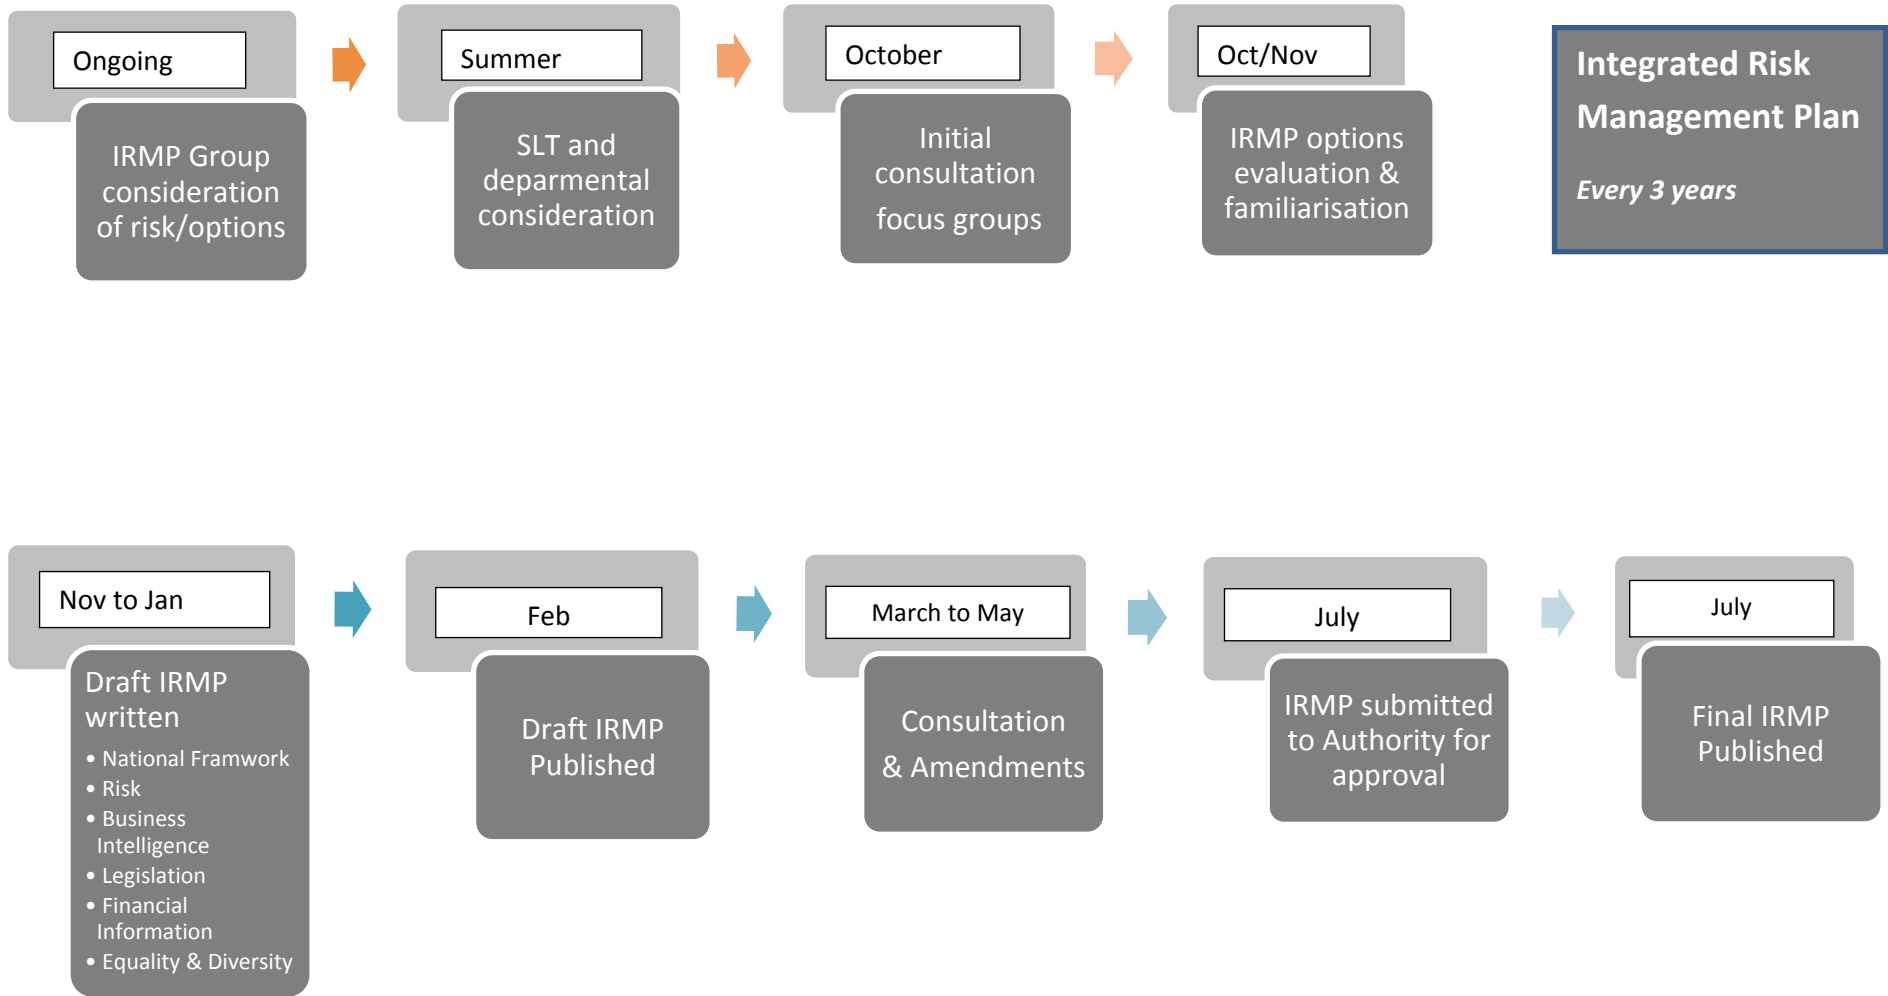 Ongoing
IRMP Group
consideration
of risk/options
Summer
SLT and
deparmental
consideration
October
Initial
consultation
focus groups
Oct/Nov
IRMP options
evaluation &
familiarisation
Integrated Risk
Management Plan
Every 3 years
Nov to Jan
Draft IRMP
written
• National Framwork
• Risk
• Business
Intelligence
• Legislation
• Financial
Information
• Equality & Diversity
Feb
Draft IRMP
Published
March to May
Consultation
& Amendments
July
IRMP submitted
to Authority for
approval
July
Final IRMP
Published